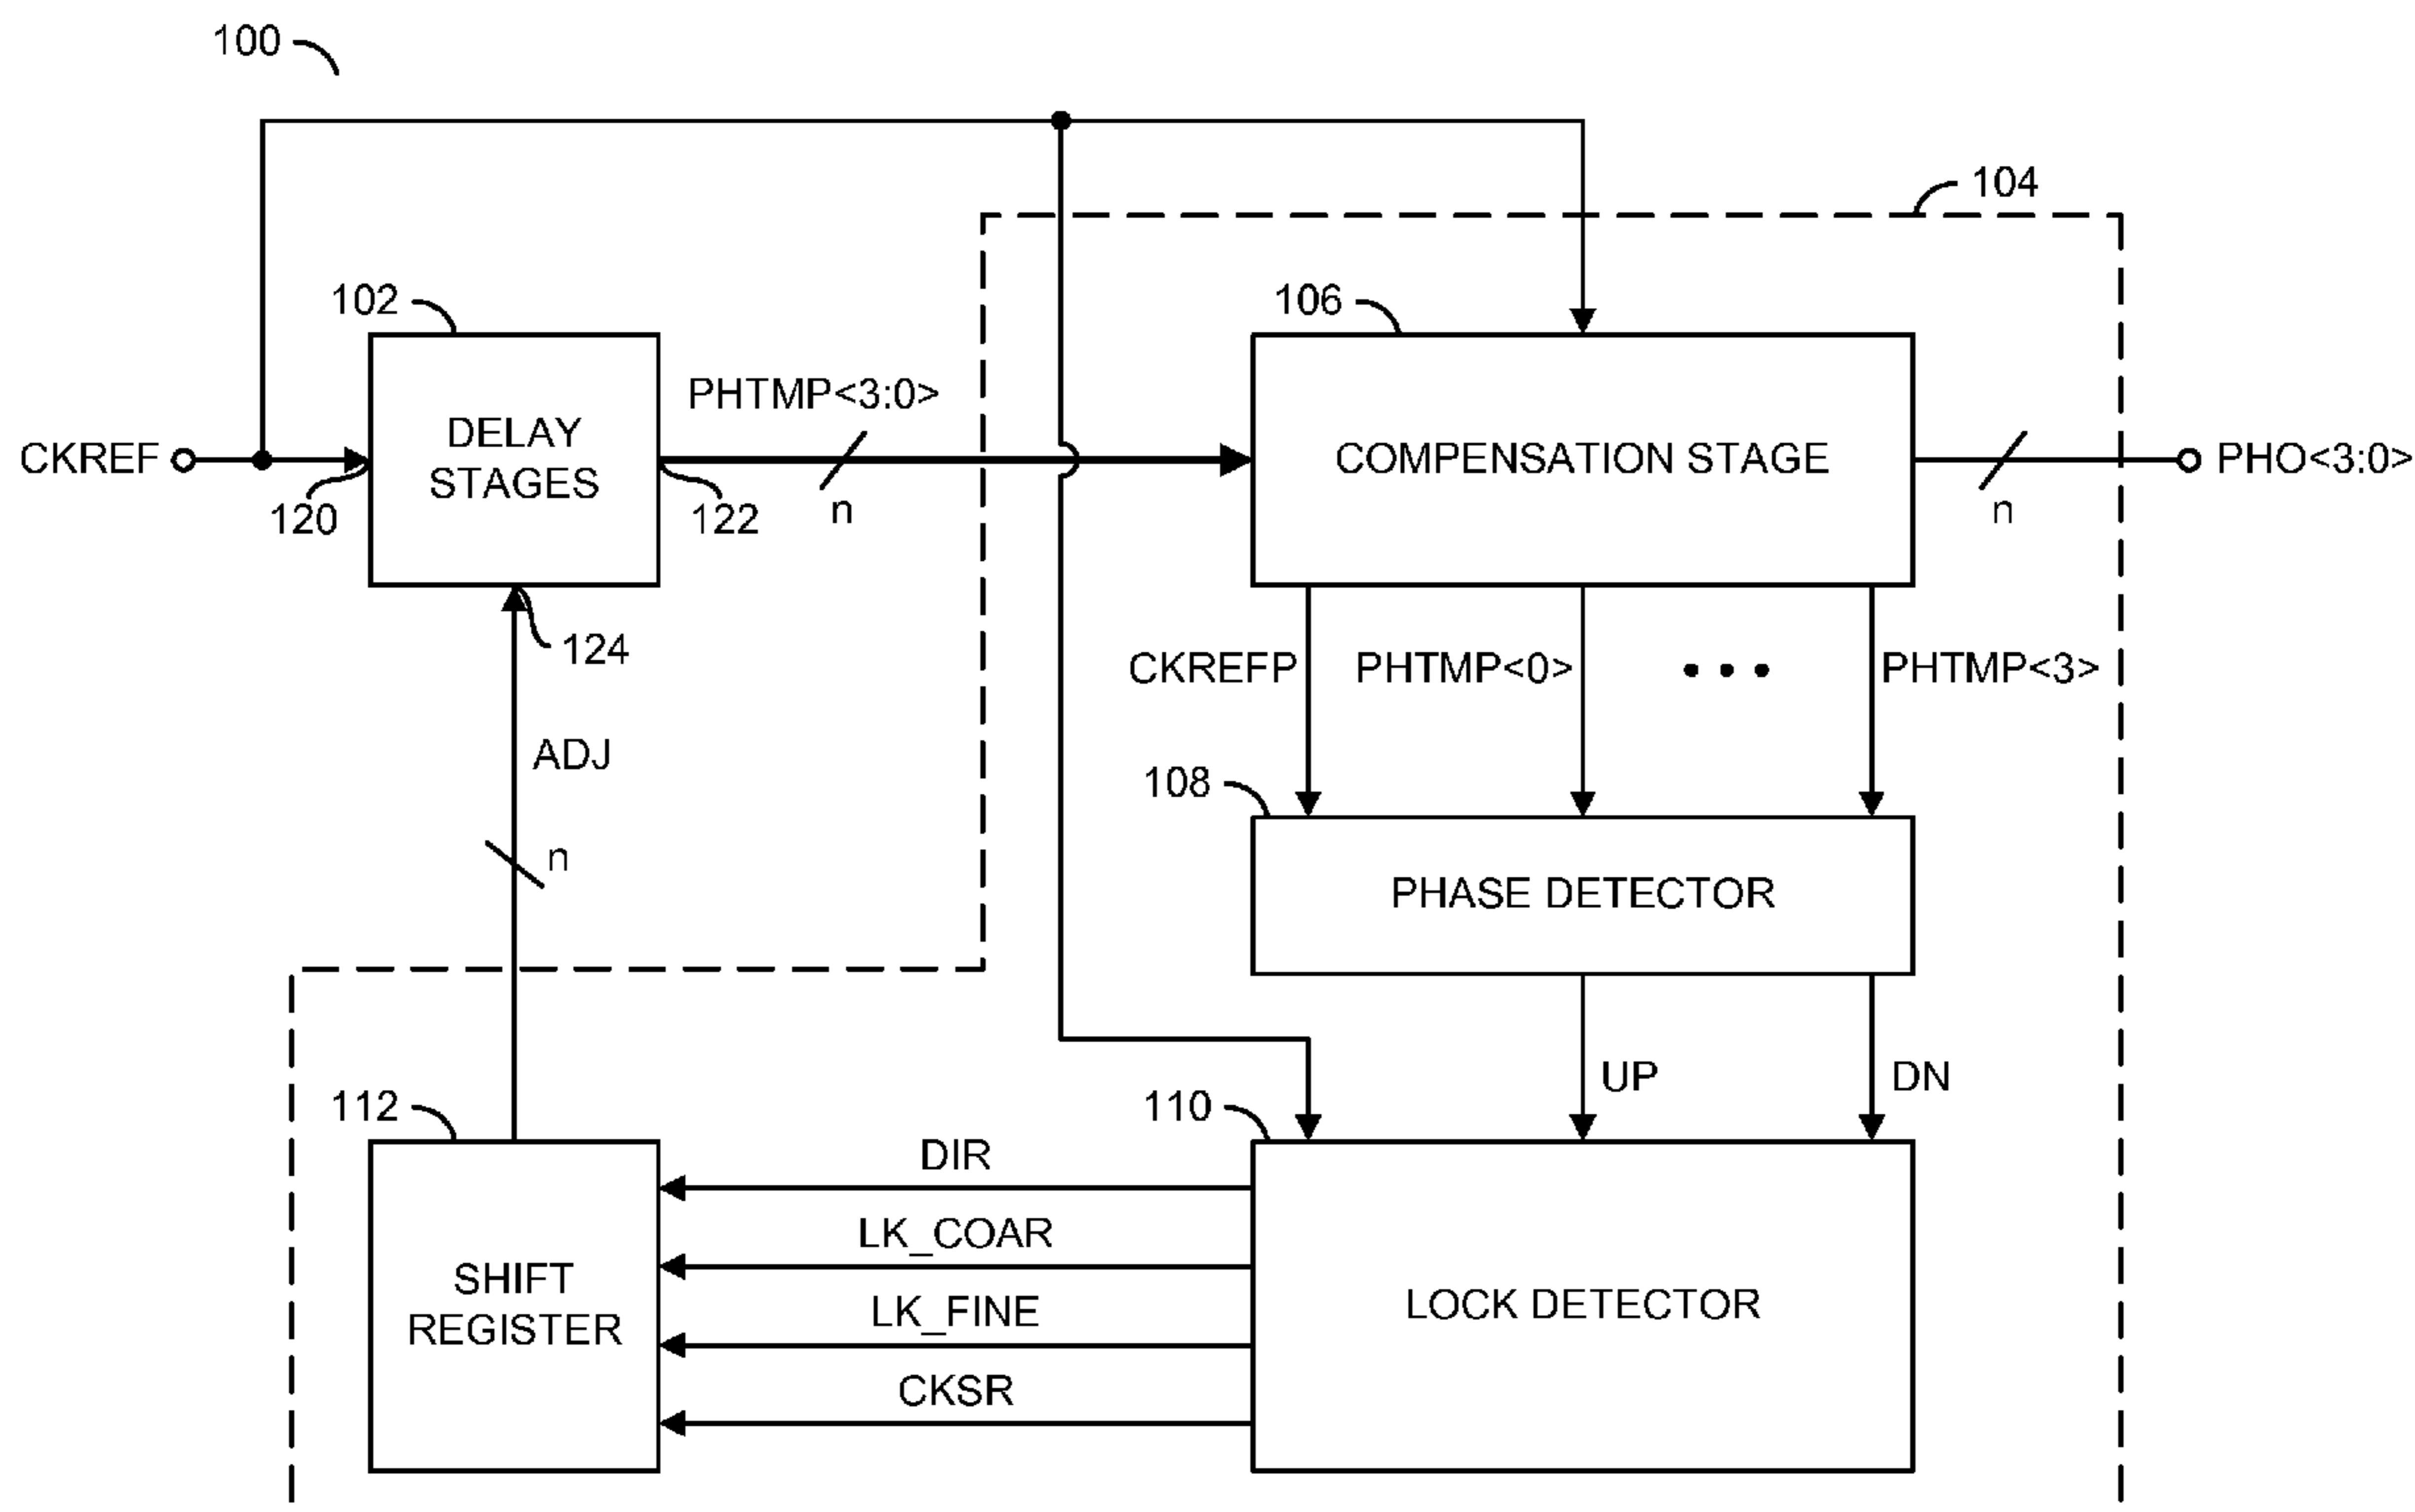 100
104
102
106
PHTMP<3:0>
CKREF
DELAY
STAGES
COMPENSATION STAGE
PHO<3:0>
120
122
n
n
124
CKREFP
PHTMP<0>
• • •
PHTMP<3>
ADJ
108
n
PHASE DETECTOR
UP
DN
112
110
DIR
LK_COAR
SHIFT
REGISTER
LK_FINE
LOCK DETECTOR
CKSR